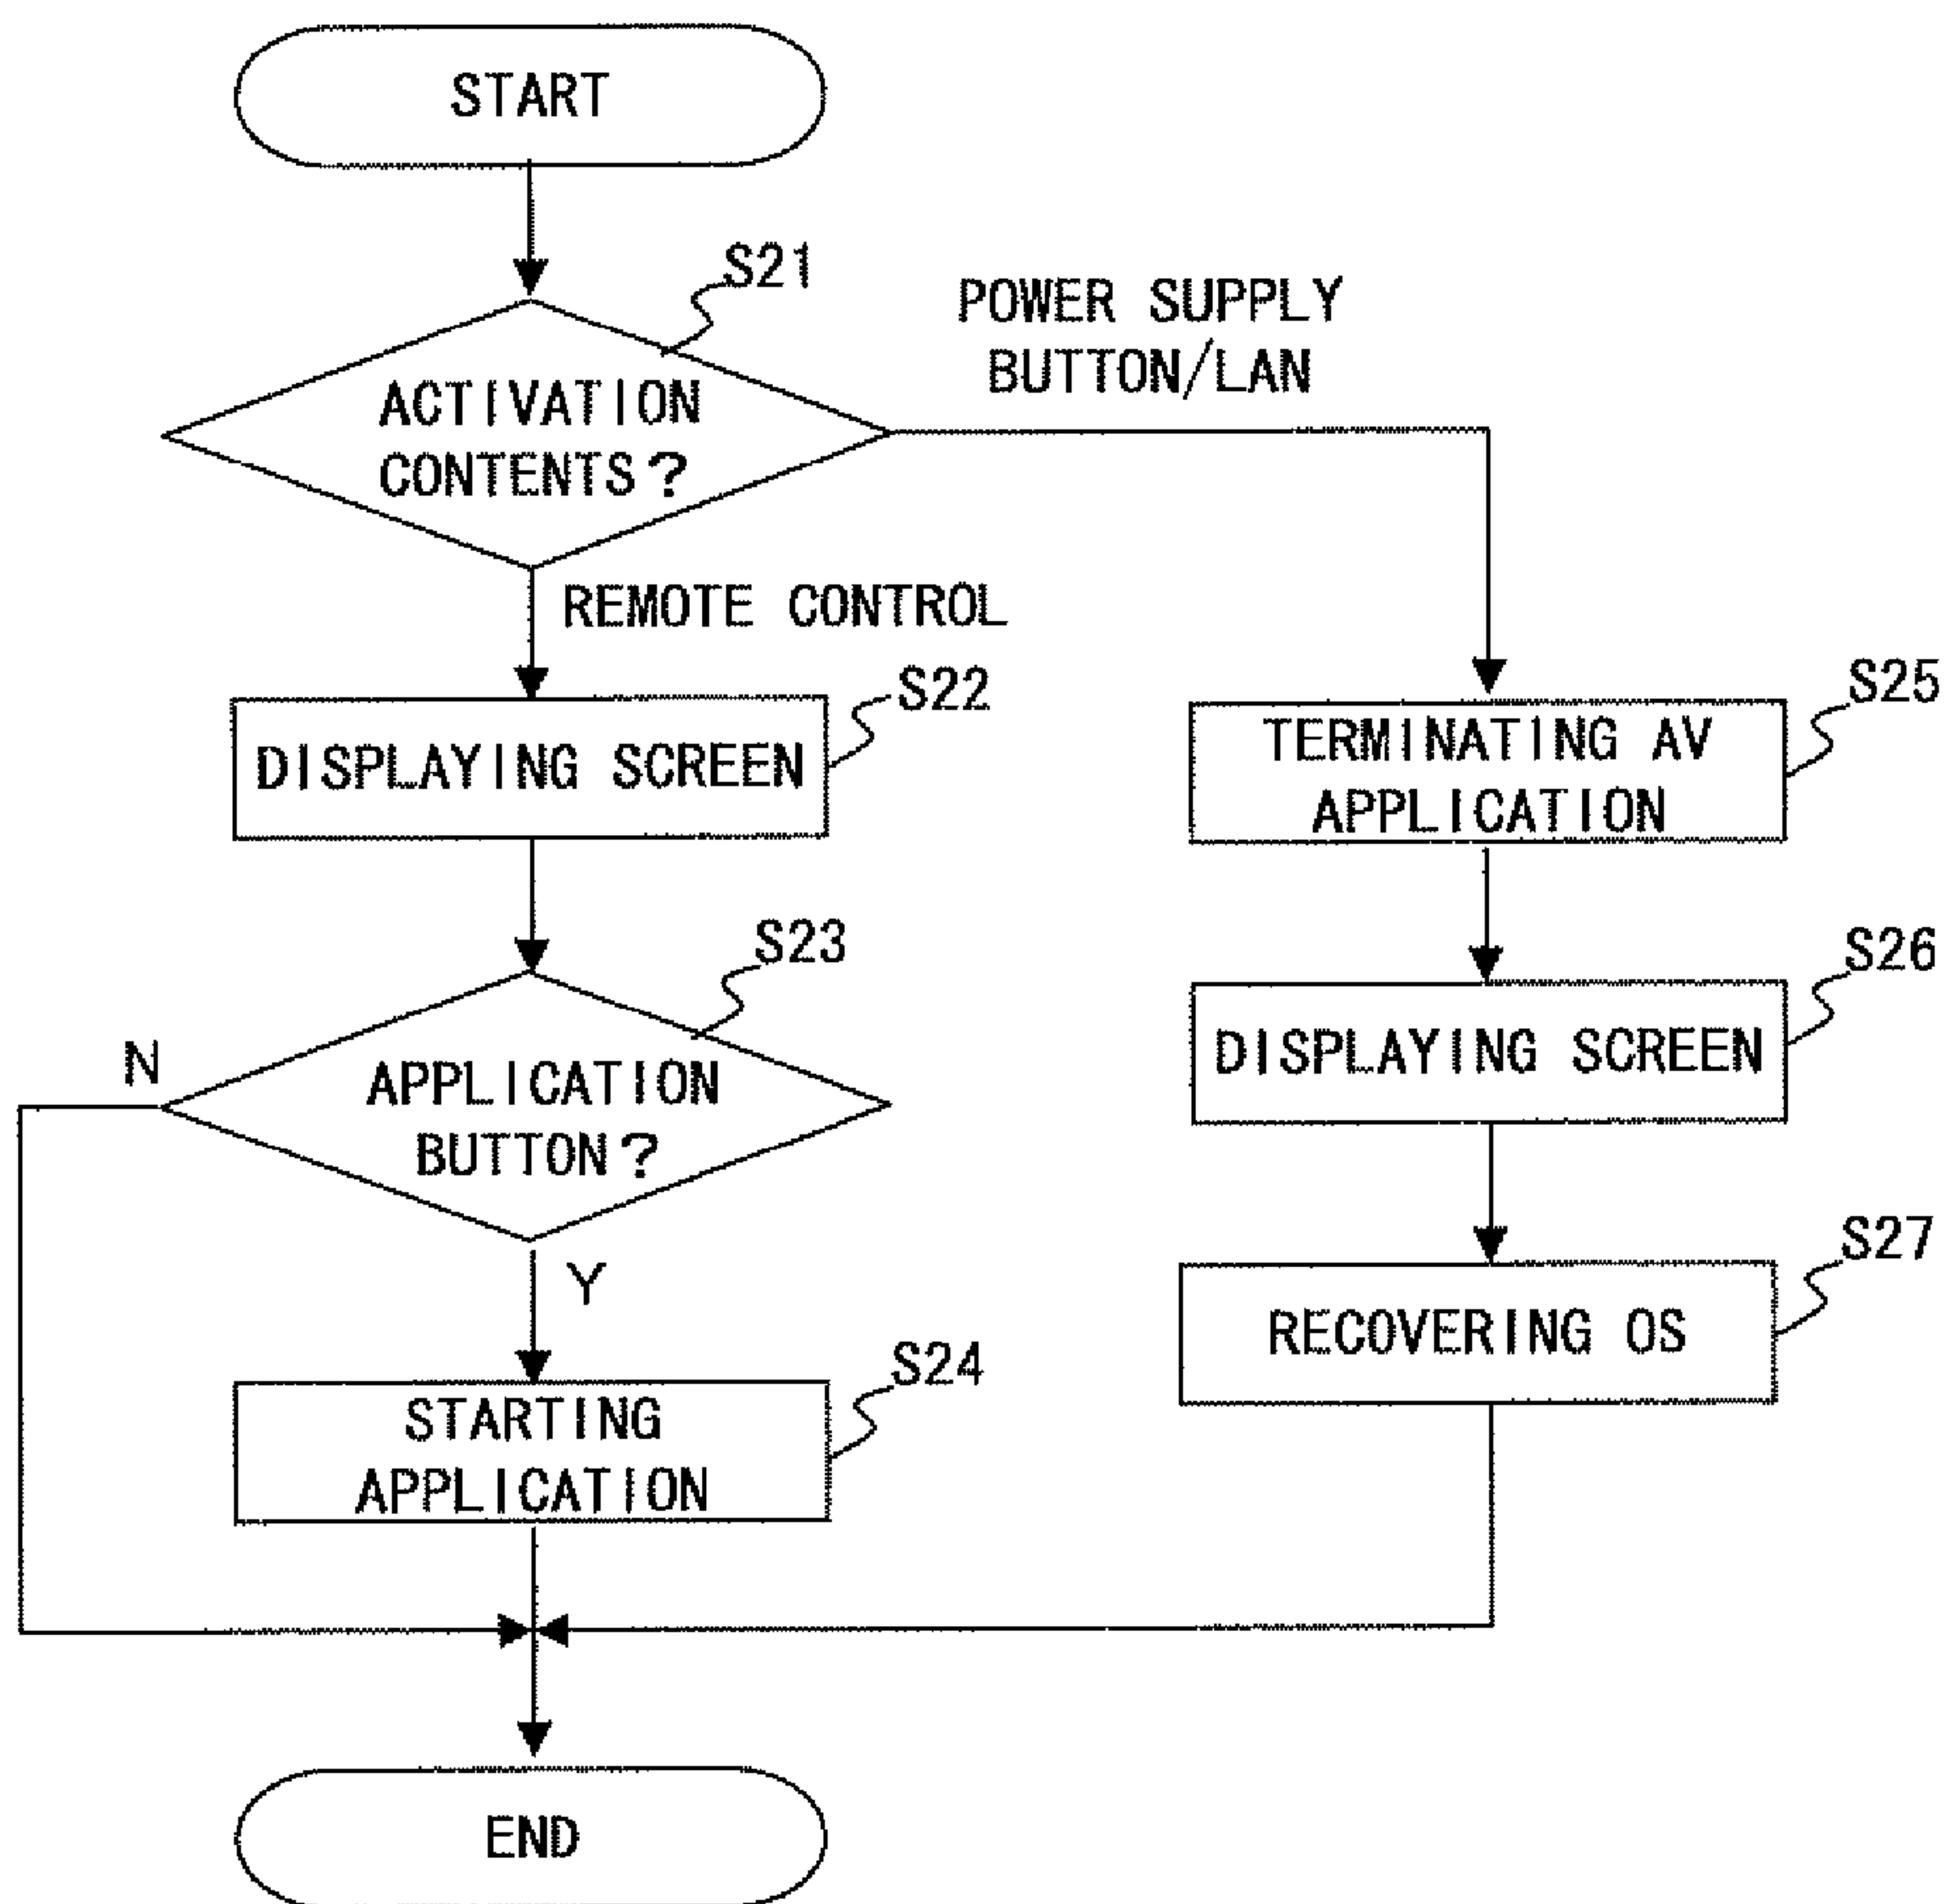 START
S21
POWER SUPPLY
BUTTON/LAN
ACTIVATION
CONTENTS?
REMOTE CONTROL
S22
DISPLAYING SCREEN
S25
TERMINATING AV
APPLICATION
S23
N
APPLICATION
BUTTON?
Y
S26
DISPLAYING SCREEN
S27
RECOVERING OS
S24
STARTING
APPLICATION
END